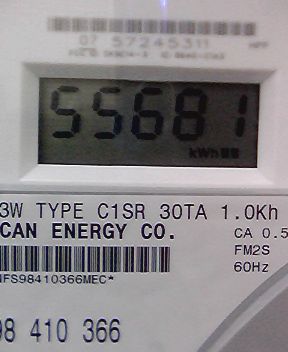 07 57245311
55681
kWh
3W TYPE C1SR 30TA 1.0Kh
CAN ENERGY CO. CA 0.5
FM2S
60Hz
NFS98410366MEC*
98 410 366